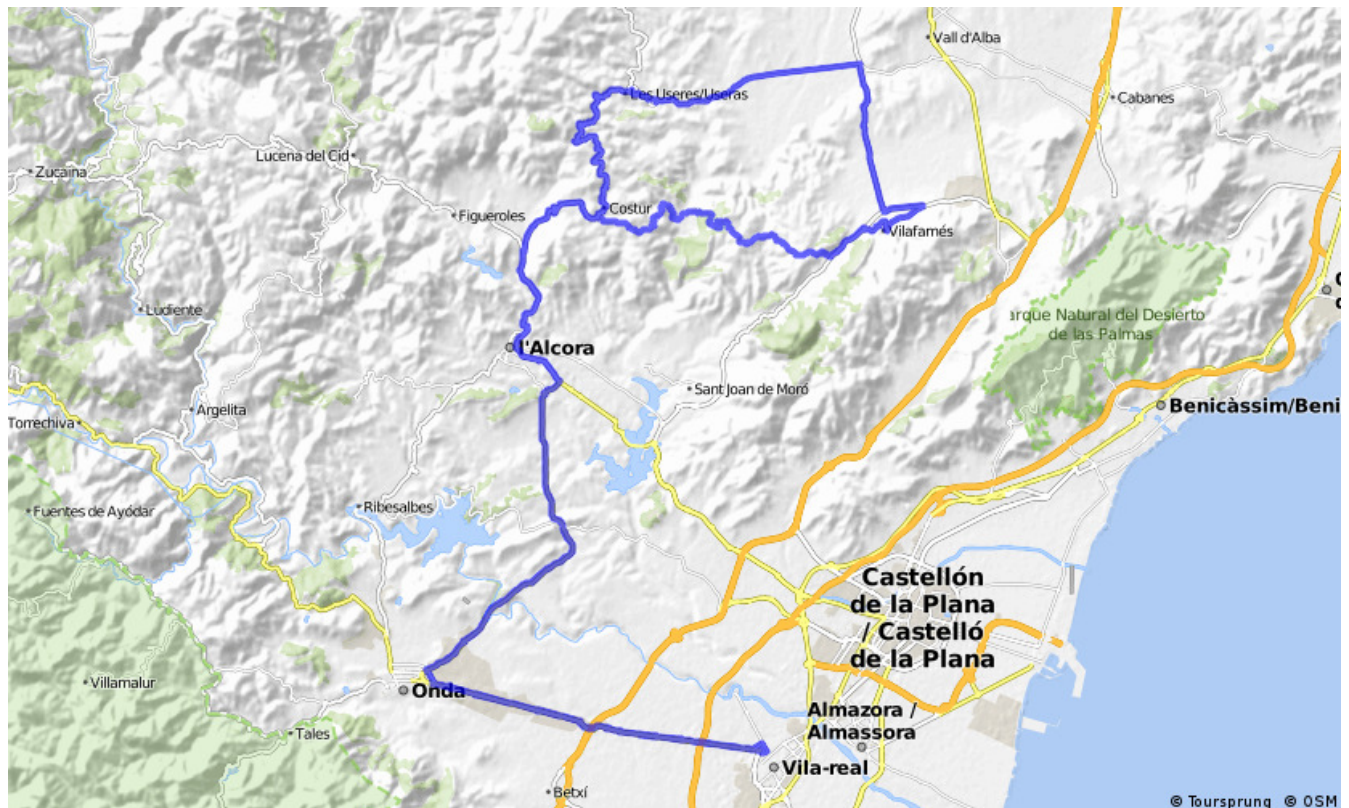 Vall d'Alba
Cabanes
Les Useres/Useras
Lucena del Cid
Zucaina
Costur
Figueroles
Vilafamés
Ludiente
arque Natural del Desierto
de las Palmas
l'Alcora
Sant Joan de Moró
Argelita
Torrechiva
Benicàssim/Beni
Ribesalbes
Fuentes de Ayódar
Castellón
de la Plana
/ Castelló
de la Plana
Villamalur
Onda
Almazora /
Almassora
Tales
Vila-real
Betxí
© Toursprung © OSM